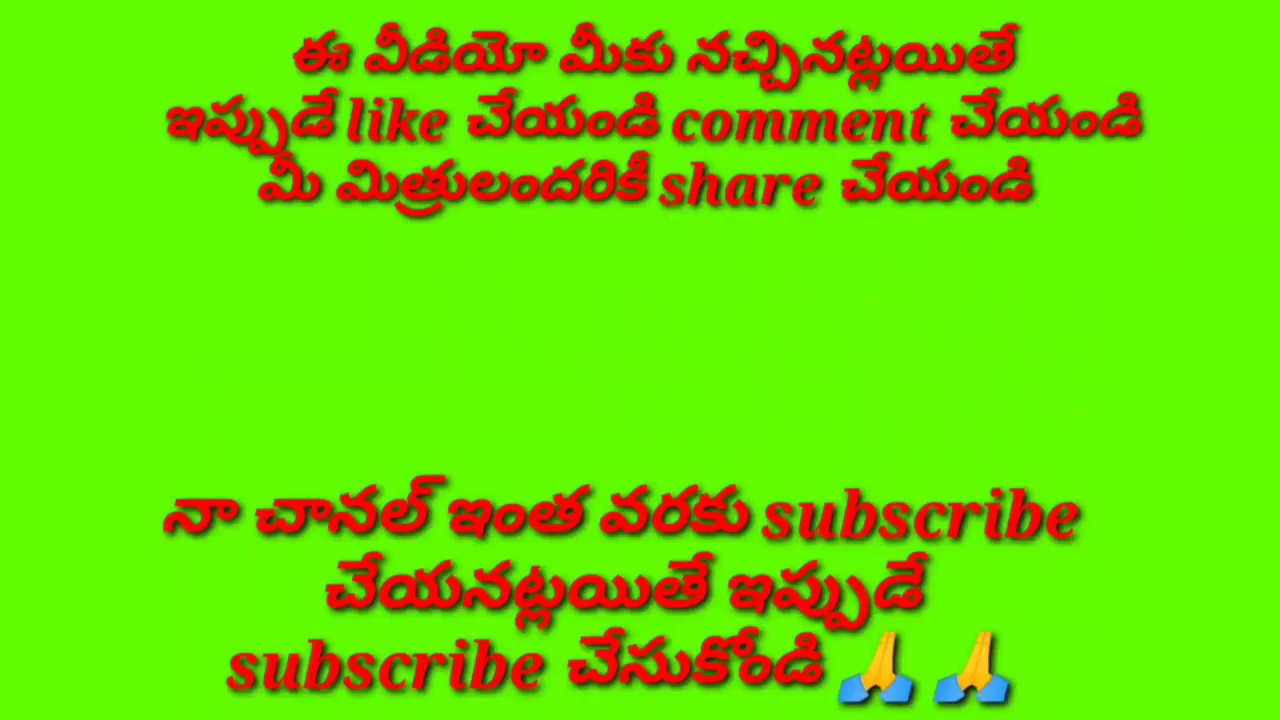 ఈ వీడియో మీకు నచ్చినట్లయితే
ఇప్పుడే like చేయండి comment చేయండి
మీ మిత్రులందరికీ share చేయండి
నా చానల్ ఇంత వరకు subscribe
చేయనట్లయితే ఇప్పుడే
subscribe చేసుకోండి 🙏 🙏